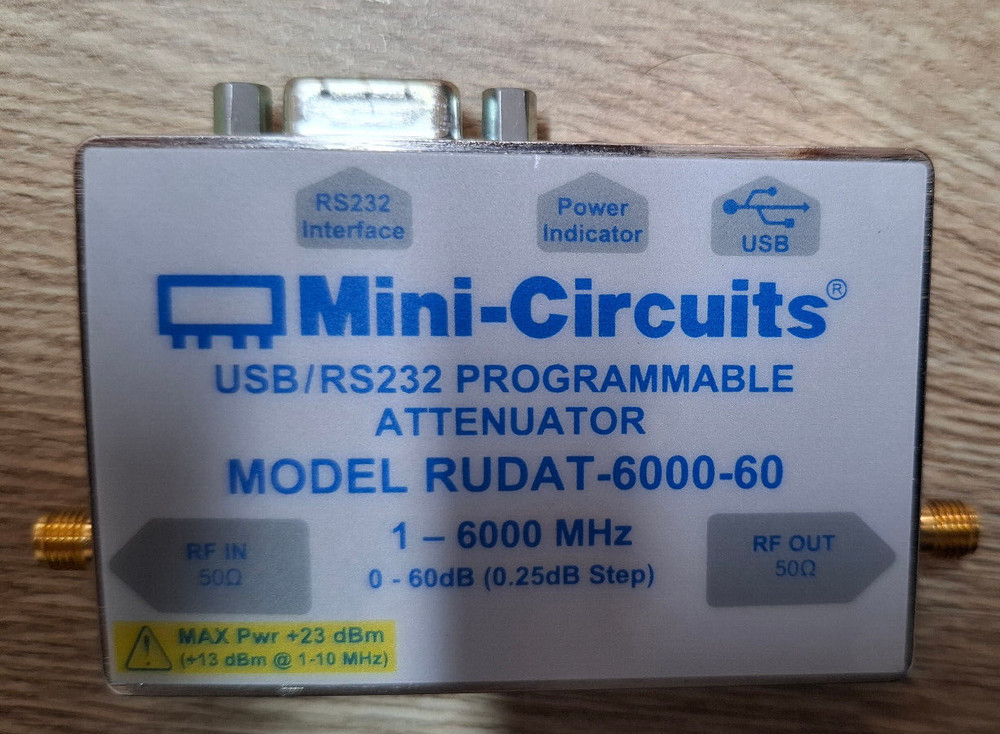 RS232
Interface
Power
Indicator
USB
Mini-Circuits®
USB/RS232 PROGRAMMABLE
ATTENUATOR
MODEL RUDAT-6000-60
1 – 6000 MHz
0 - 60dB (0.25dB Step)
RF IN
50Ω
RF OUT
50Ω
MAX Pwr +23 dBm
(+13 dBm @ 1-10 MHz)